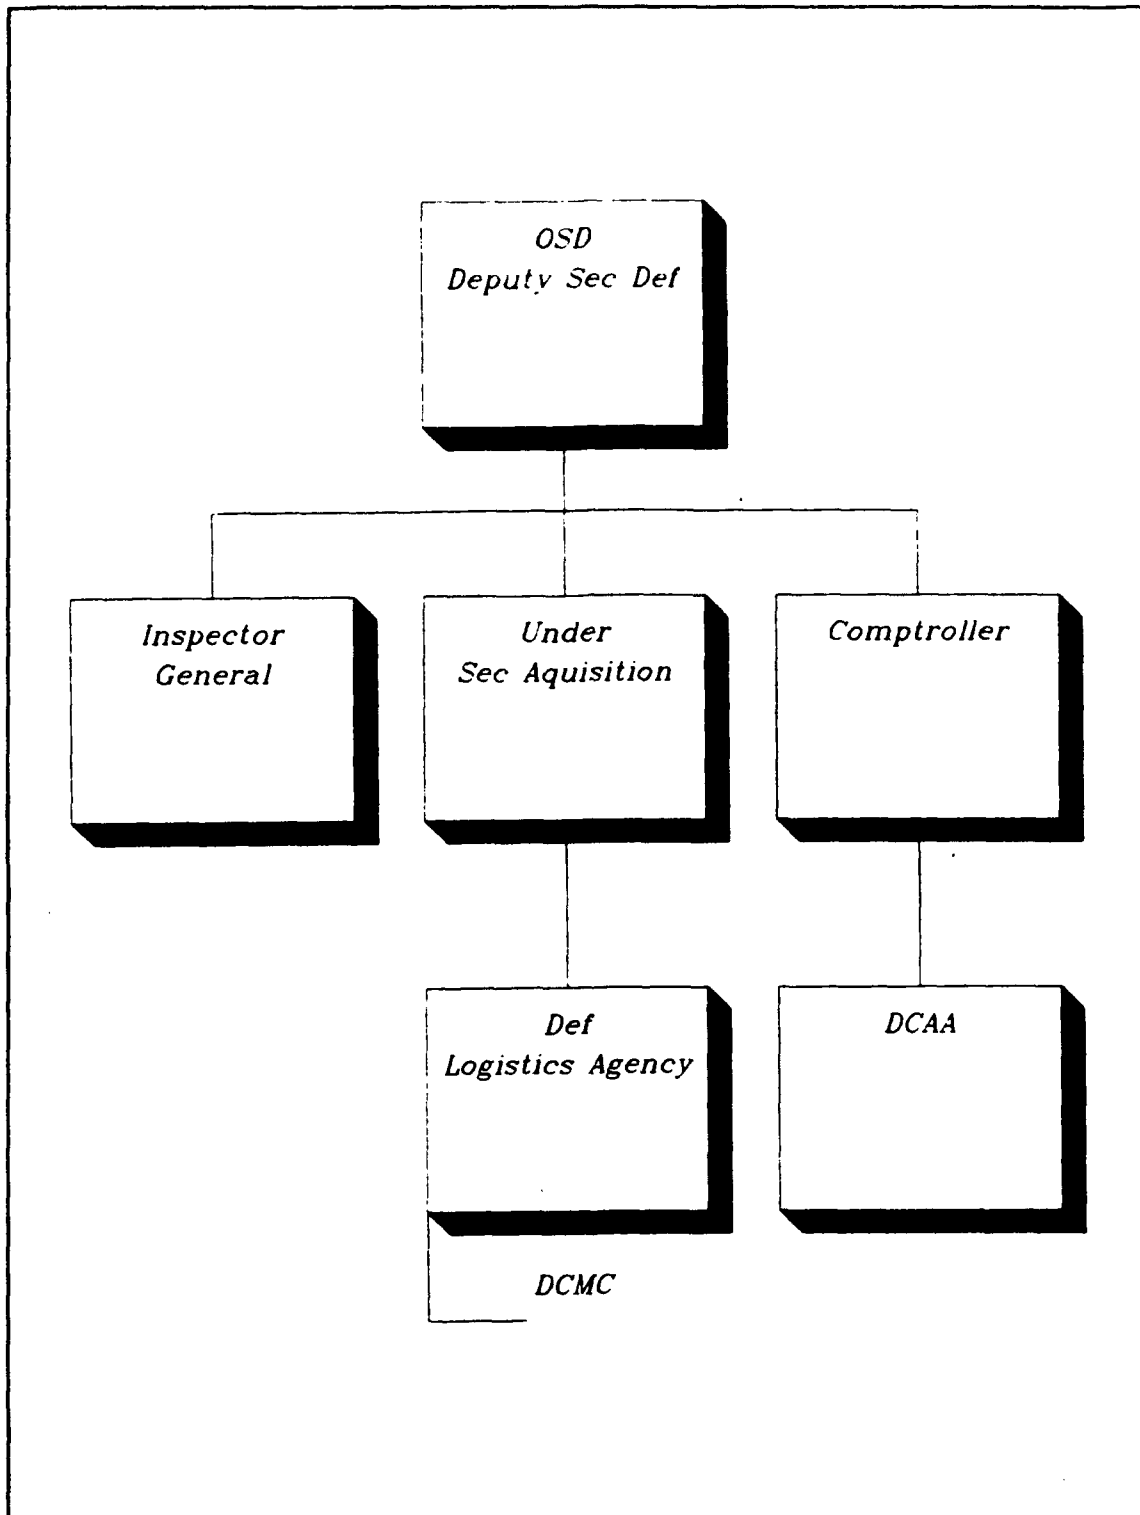 OSD
Deputy Sec Def
Inspector
General
Under
Sec Aquisition
Comptroller
Def
Logistics Agency
DCAA
DCMC